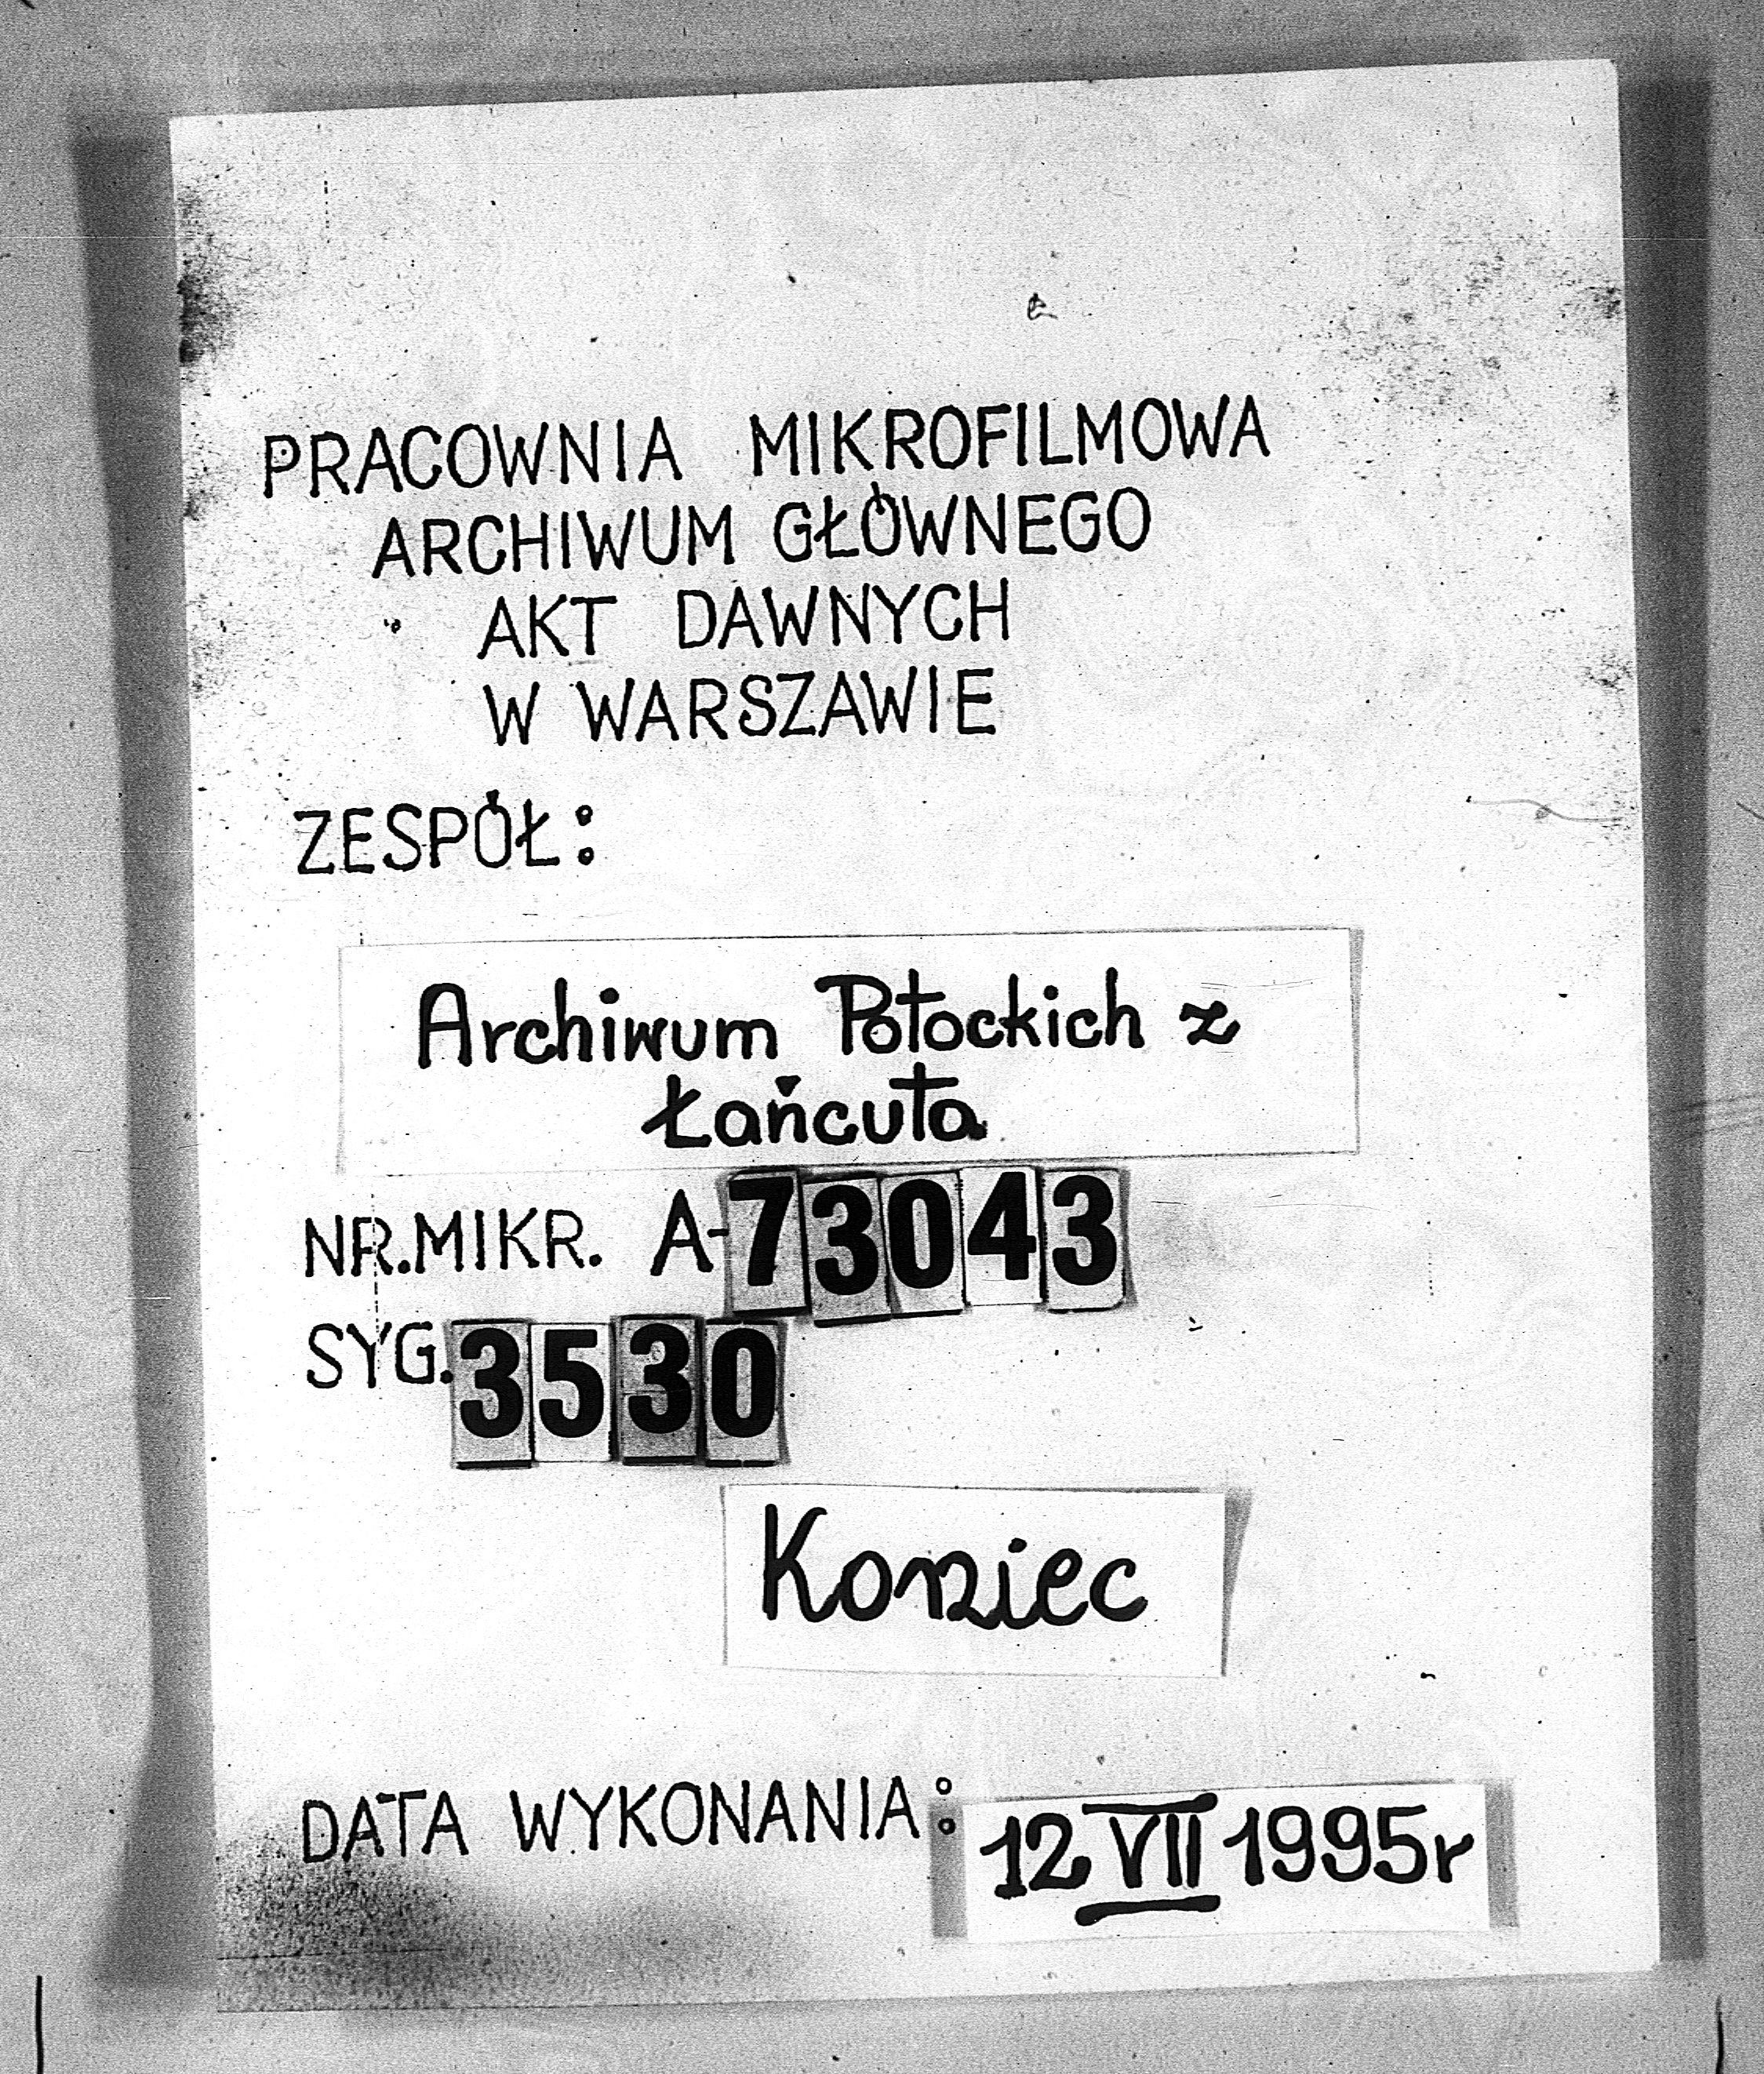 PRACOWNIA MIKROFILMOWA
ARCHIWUM GŁÓWNEGO
AKT DAWNYCH
W WARSZAWIE
ZESPÓŁ:
Archiwum Potockich z
Łańcuta
NR.MIKR. A-73043
SYG. 3530
Koniec
DATA WYKONANIA: 12 VII 1995r